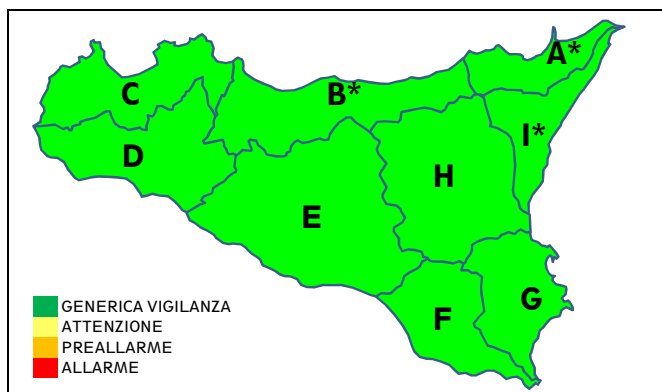 A*
C
B*
I*
D
H
E
G
F
GENERICA VIGILANZA
ATTENZIONE
PREALLARME
ALLARME